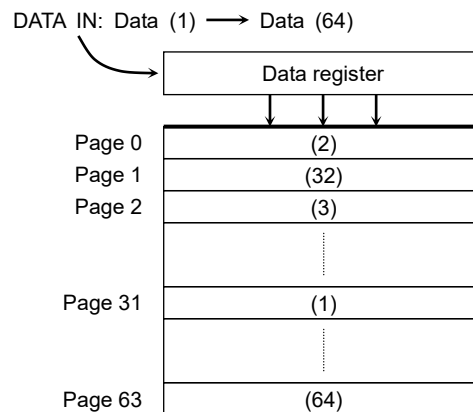 DATA IN: Data (1) → Data (64)
Data register
Page 0 (2)
Page 1 (32)
Page 2 (3)
Page 31 (1)
Page 63 (64)